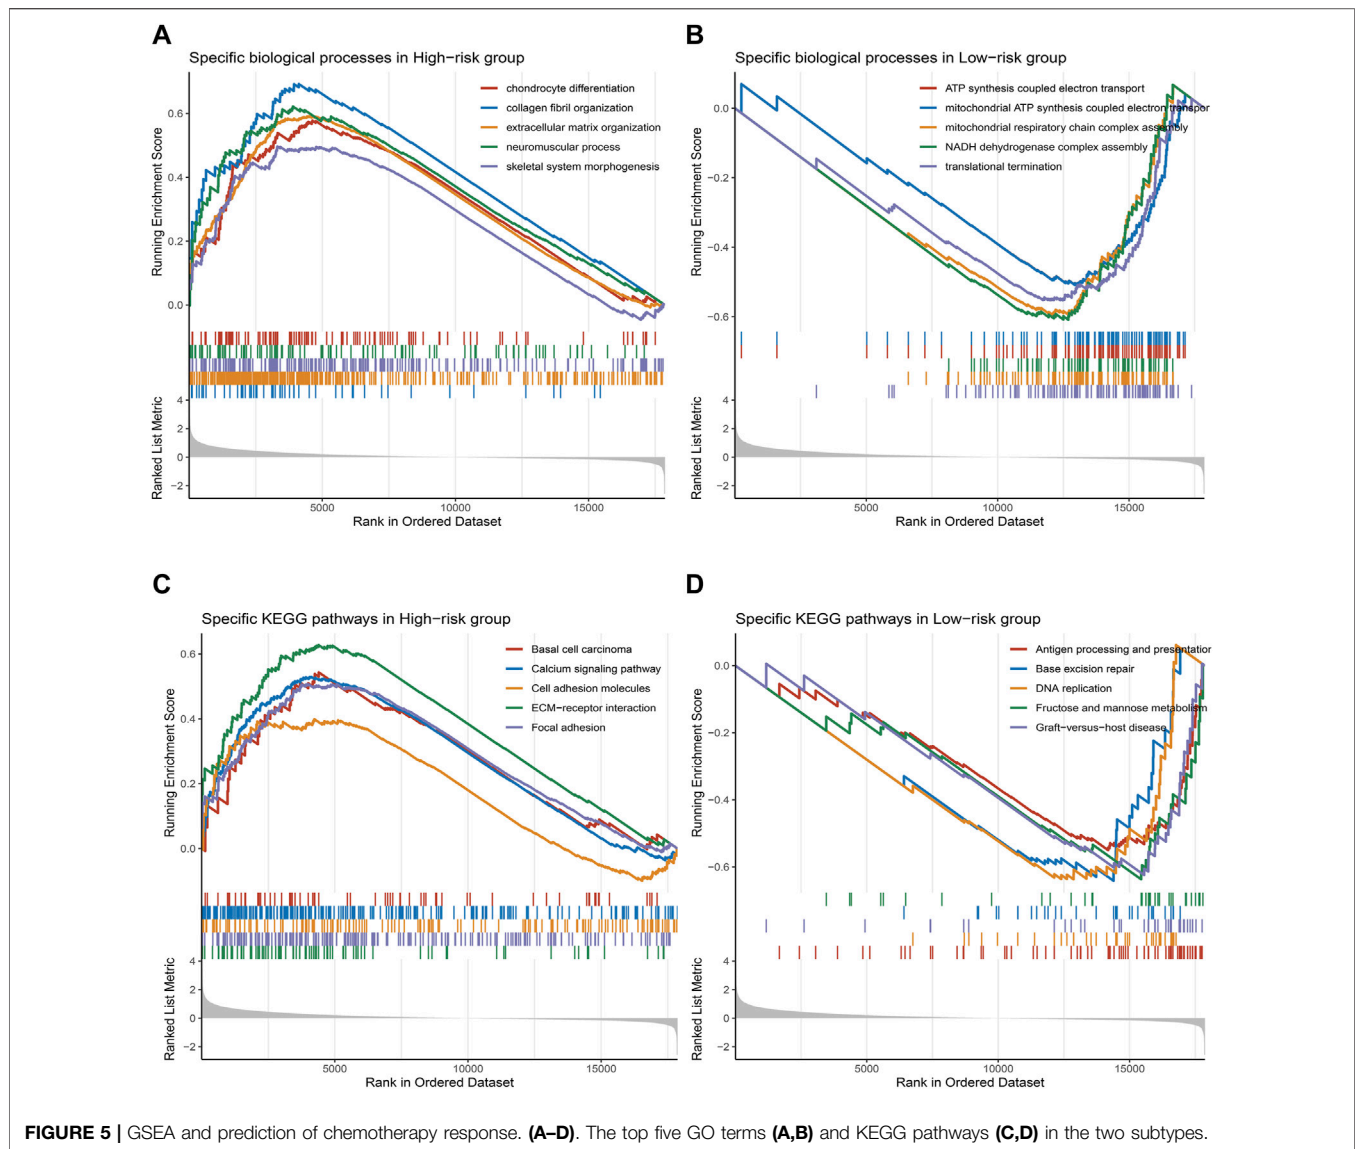 A
Specific biological processes in High−risk group
Running Enrichment Score
0.6
0.4
0.2
0.0
chondrocyte differentiation
collagen fibril organization
extracellular matrix organization
neuromuscular process
skeletal system morphogenesis
Ranked List Metric
4
2
0
−2
5000 10000 15000
Rank in Ordered Dataset
B
Specific biological processes in Low−risk group
Running Enrichment Score
0.0
−0.2
−0.4
−0.6
ATP synthesis coupled electron transport
mitochondrial ATP synthesis coupled electron transpor
mitochondrial respiratory chain complex assembly
NADH dehydrogenase complex assembly
translational termination
Ranked List Metric
4
2
0
−2
5000 10000 15000
Rank in Ordered Dataset
C
Specific KEGG pathways in High−risk group
Running Enrichment Score
0.6
0.4
0.2
0.0
Basal cell carcinoma
Calcium signaling pathway
Cell adhesion molecules
ECM−receptor interaction
Focal adhesion
Ranked List Metric
4
2
0
−2
5000 10000 15000
Rank in Ordered Dataset
D
Specific KEGG pathways in Low−risk group
Running Enrichment Score
0.0
−0.2
−0.4
−0.6
Antigen processing and presentation
Base excision repair
DNA replication
Fructose and mannose metabolism
Graft−versus−host disease
Ranked List Metric
4
2
0
−2
5000 10000 15000
Rank in Ordered Dataset
FIGURE 5 | GSEA and prediction of chemotherapy response. (A–D). The top five GO terms (A,B) and KEGG pathways (C,D) in the two subtypes.